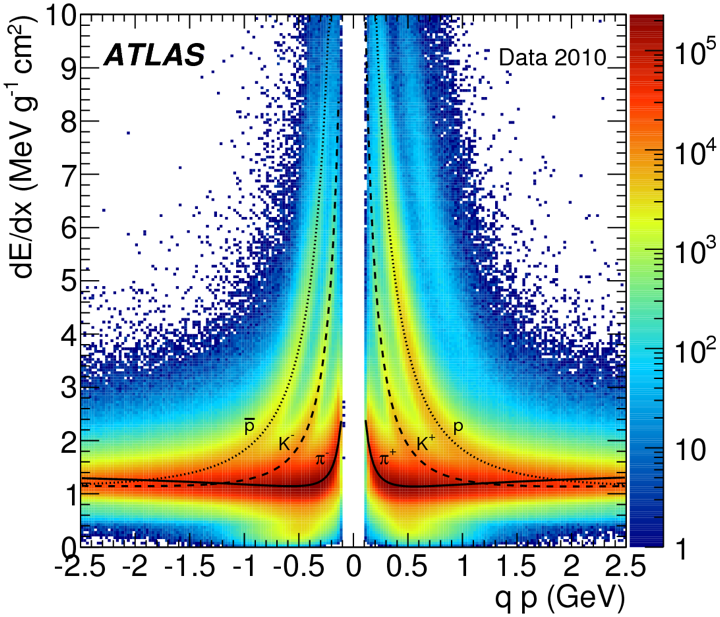 dE/dx (MeV g⁻¹ cm²)
10
9
8
7
6
5
4
3
2
1
0
ATLAS
Data 2010
p̄
K⁻
π⁻
π⁺
K⁺
p
-2.5 -2 -1.5 -1 -0.5 0 0.5 1 1.5 2 2.5
q p (GeV)
10⁵
10⁴
10³
10²
10
1